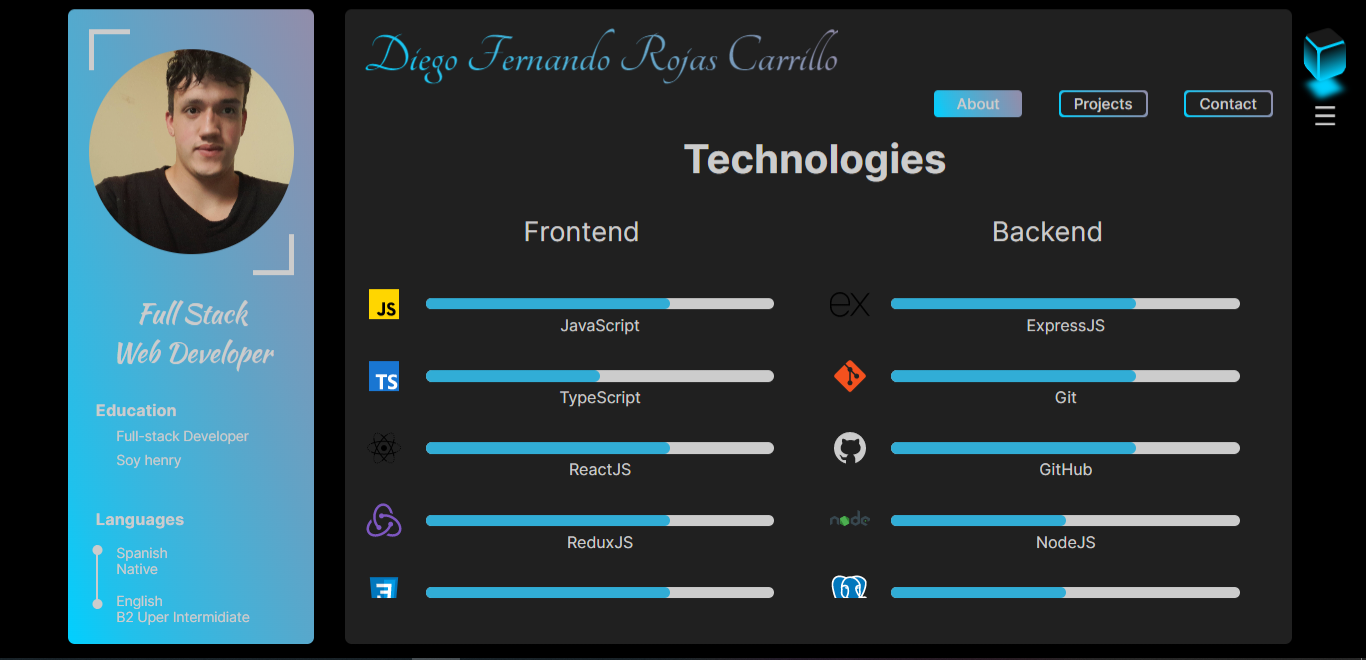 Diego Fernando Rojas Carrillo
About
Projects
Contact
Full Stack
Web Developer
Education
Full-stack Developer
Soy henry
Languages
Spanish
Native
English
B2 Uper Intermidiate
Technologies
Frontend
JS
JavaScript
TS
TypeScript
ReactJS
ReduxJS
Backend
ex
ExpressJS
Git
GitHub
node
NodeJS